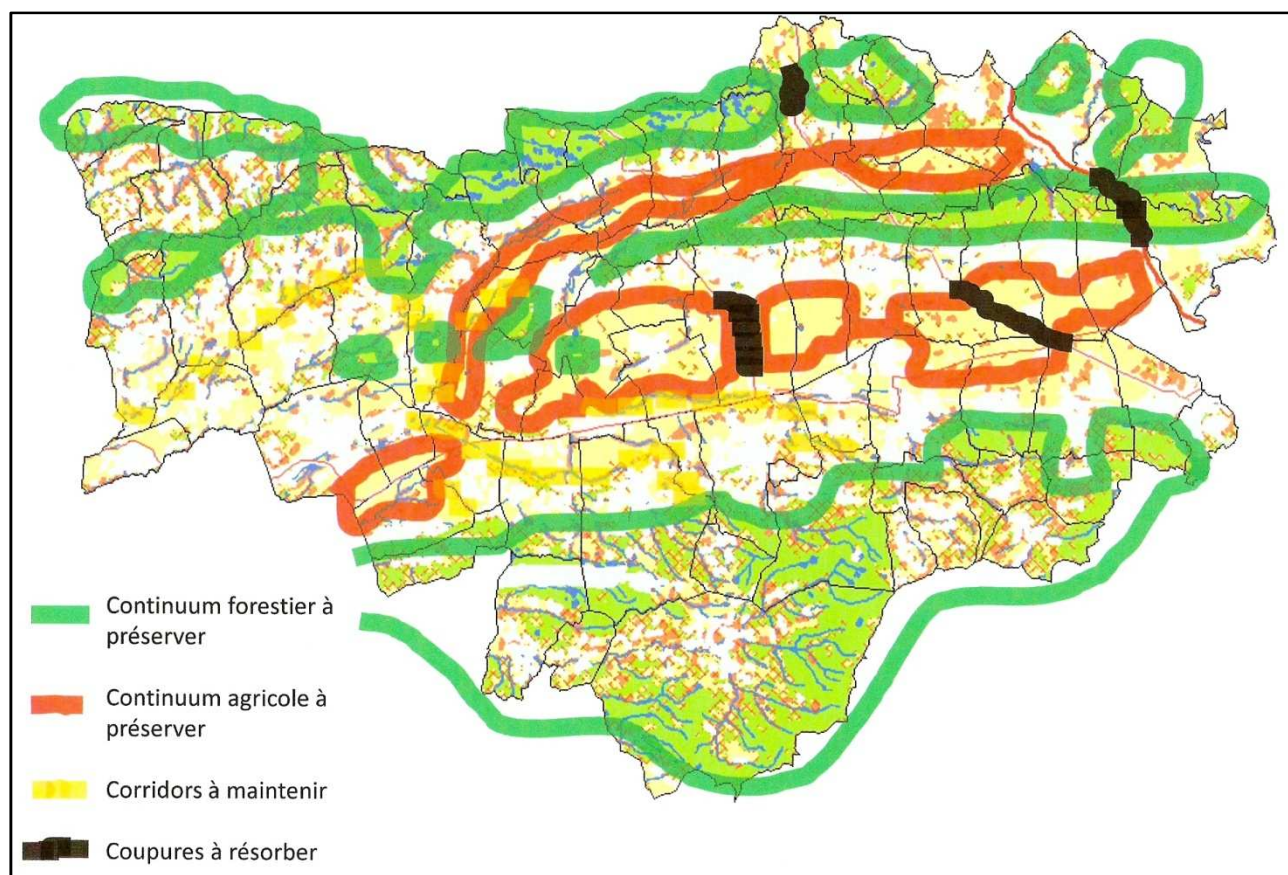 Continuum forestier à
préserver
Continuum agricole à
préserver
Corridors à maintenir
Coupures à résorber